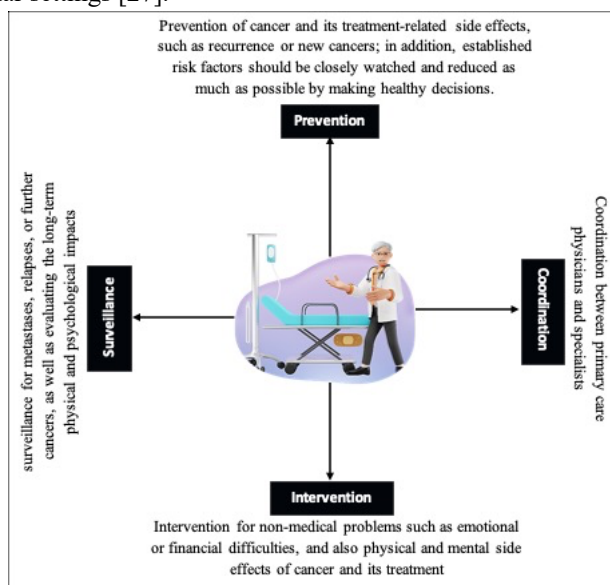 Prevention of cancer and its treatment-related side effects,
such as recurrence or new cancers; in addition, established
risk factors should be closely watched and reduced as
much as possible by making healthy decisions.
Prevention
surveillance for metastases, relapses, or further
cancers, as well as evaluating the long-term
physical and psychological impacts
Surveillance
Coordination
Coordination between primary care
physicians and specialists
Intervention
Intervention for non-medical problems such as emotional
or financial difficulties, and also physical and mental side
effects of cancer and its treatment